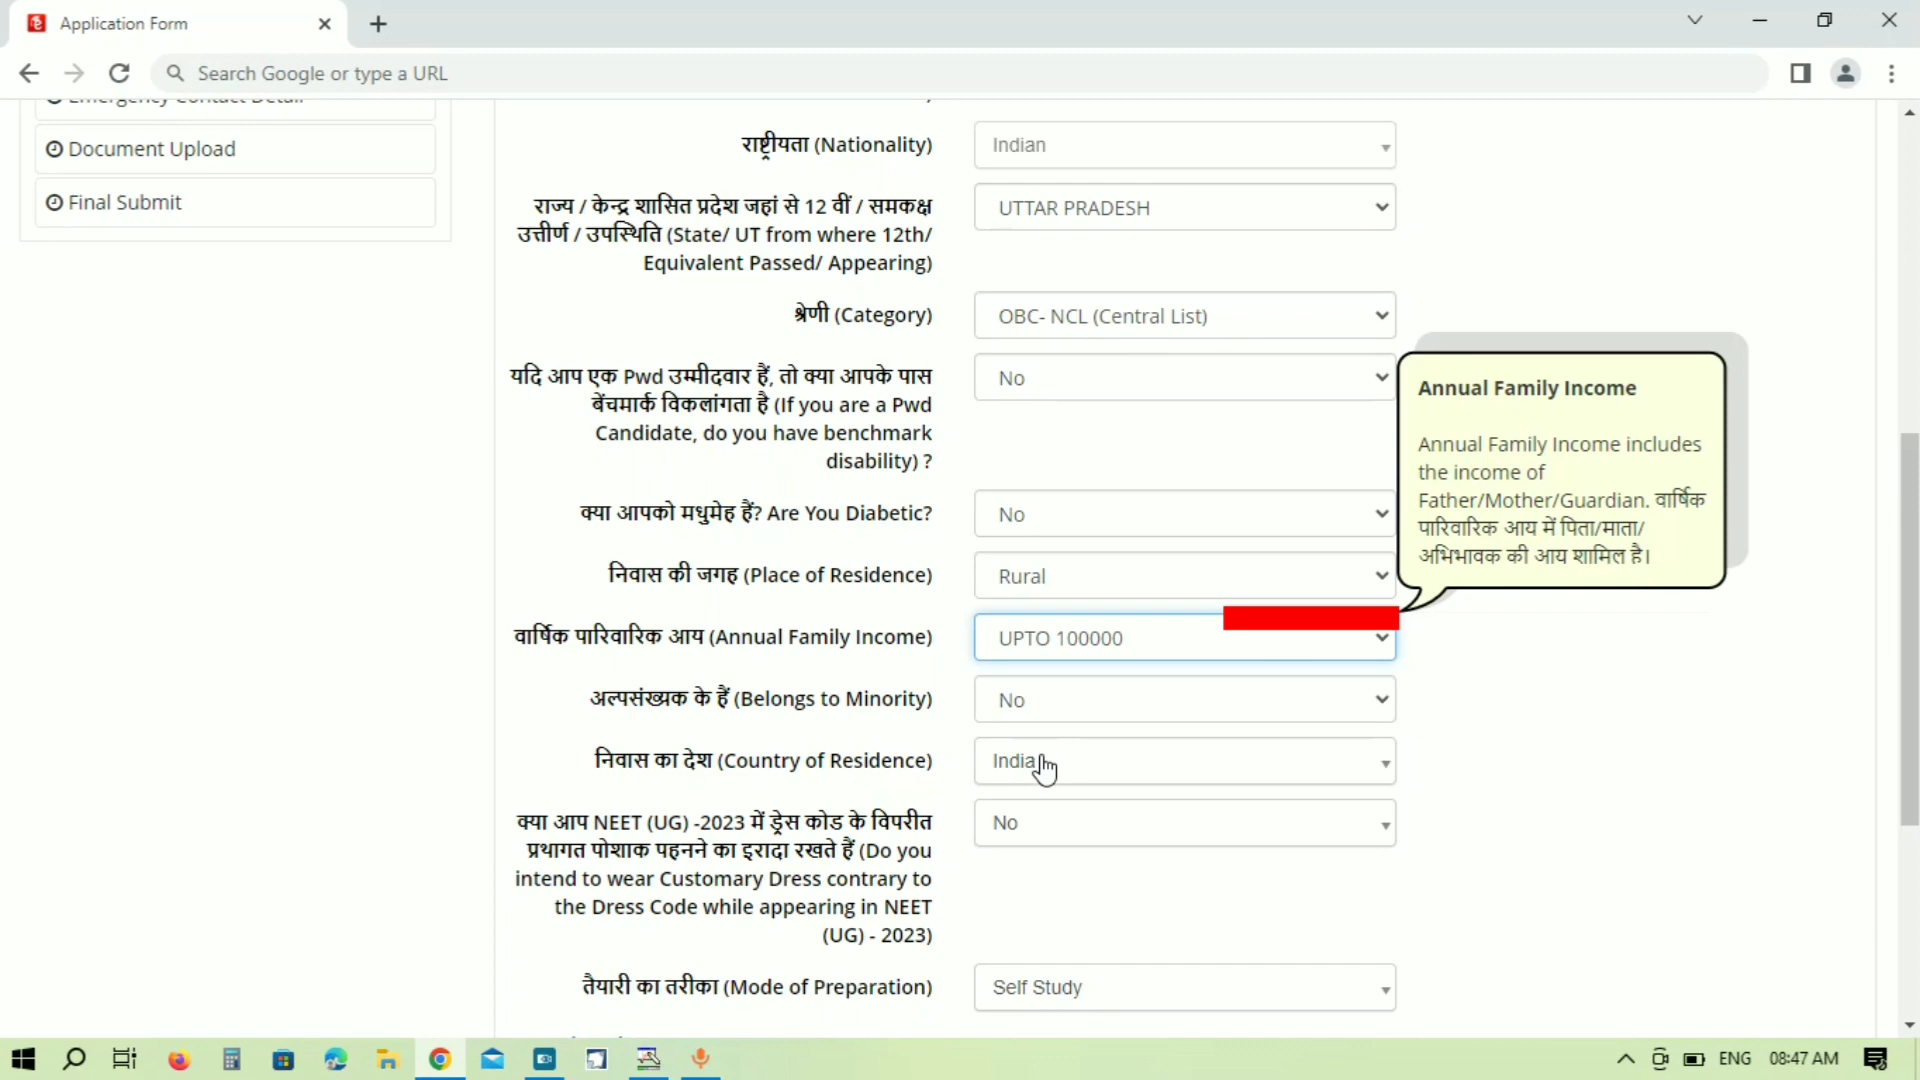 Application Form
Search Google or type a URL
Emergency Contact Detail
Document Upload
Final Submit
राष्ट्रीयता (Nationality)
Indian
राज्य / केन्द्र शासित प्रदेश जहां से 12 वीं / समकक्ष
उत्तीर्ण / उपस्थिति (State/ UT from where 12th/
Equivalent Passed/ Appearing)
UTTAR PRADESH
श्रेणी (Category)
OBC- NCL (Central List)
यदि आप एक Pwd उम्मीदवार हैं, तो क्या आपके पास
बेंचमार्क विकलांगता है (If you are a Pwd
Candidate, do you have benchmark
disability) ?
No
Annual Family Income
Annual Family Income includes
the income of
Father/Mother/Guardian. वार्षिक
पारिवारिक आय में पिता/माता/
अभिभावक की आय शामिल है।
क्या आपको मधुमेह हैं? Are You Diabetic?
No
निवास की जगह (Place of Residence)
Rural
वार्षिक पारिवारिक आय (Annual Family Income)
UPTO 100000
अल्पसंख्यक के हैं (Belongs to Minority)
No
निवास का देश (Country of Residence)
India
क्या आप NEET (UG) -2023 में ड्रेस कोड के विपरीत
प्रथागत पोशाक पहनने का इरादा रखते हैं (Do you
intend to wear Customary Dress contrary to
the Dress Code while appearing in NEET
(UG) - 2023)
No
तैयारी का तरीका (Mode of Preparation)
Self Study
ENG
08:47 AM